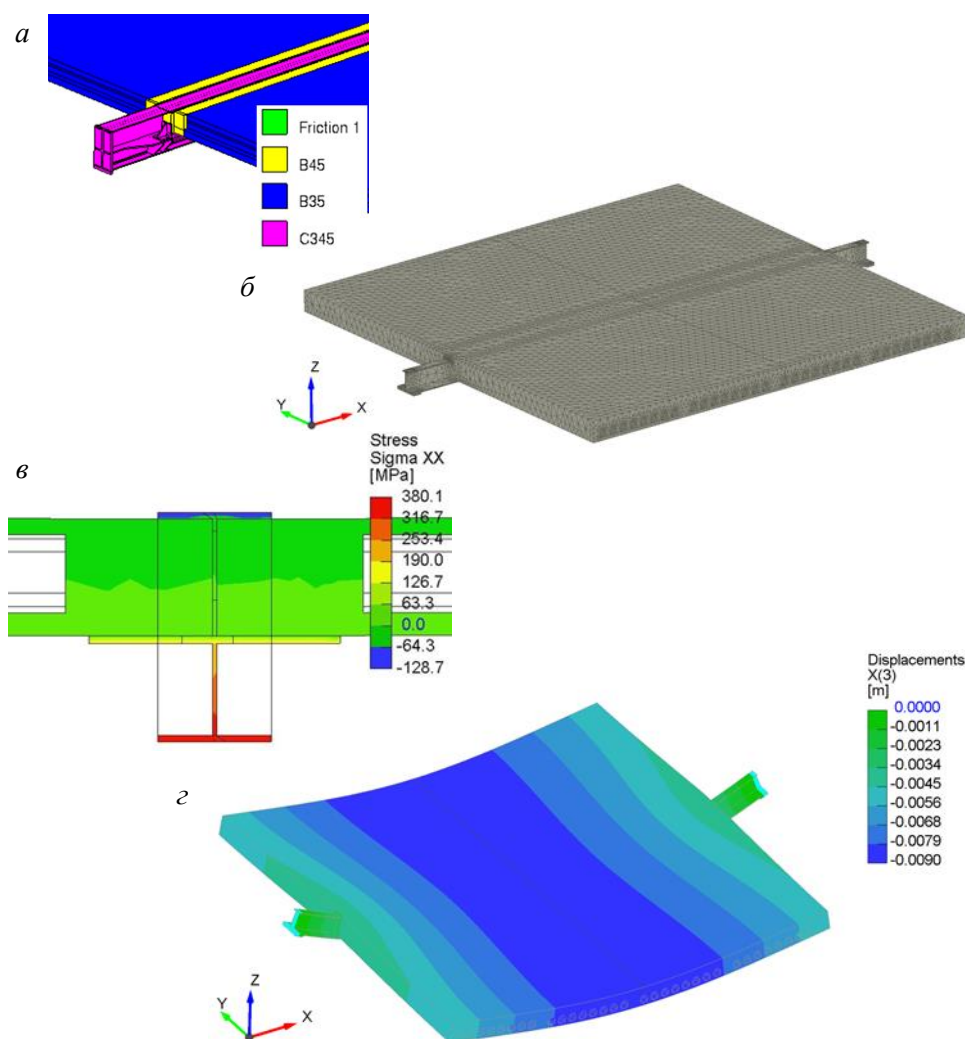 а
Friction 1
B45
B35
C345
б
Z
Y
X
в
Stress
Sigma XX
[MPa]
380.1
316.7
253.4
190.0
126.7
63.3
0.0
-64.3
-128.7
г
Displacements
X(3)
[m]
0.0000
-0.0011
-0.0023
-0.0034
-0.0045
-0.0056
-0.0068
-0.0079
-0.0090
Z
Y
X